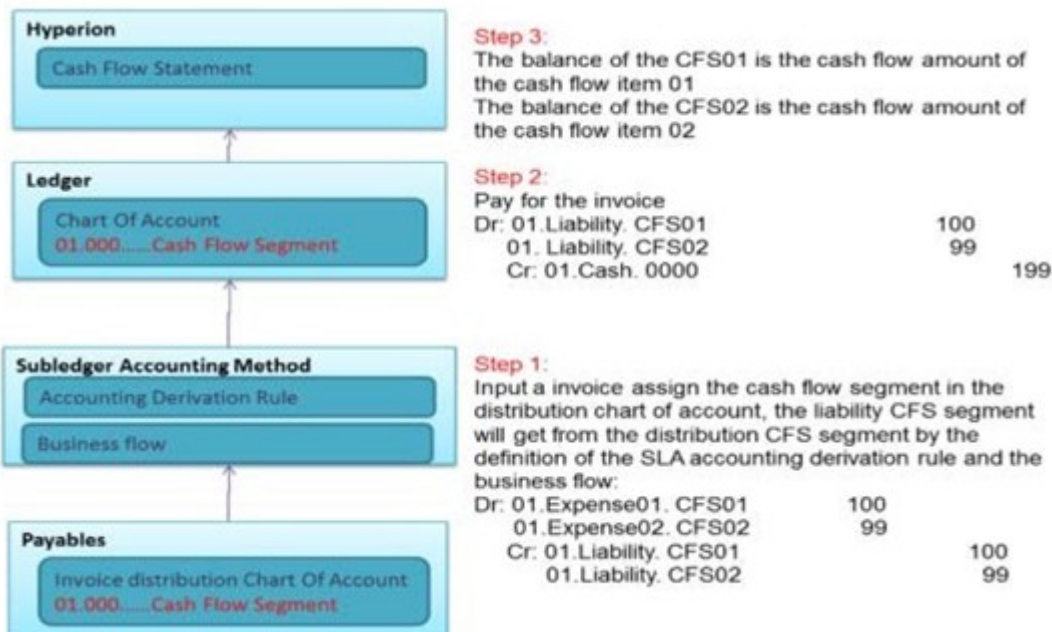 Hyperion
Cash Flow Statement
Step 3:
The balance of the CFS01 is the cash flow amount of
the cash flow item 01
The balance of the CFS02 is the cash flow amount of
the cash flow item 02
Ledger
Chart Of Account
01.000......Cash Flow Segment
Step 2:
Pay for the invoice
Dr: 01.Liability. CFS01 100
01. Liability. CFS02 99
Cr: 01.Cash. 0000 199
Subledger Accounting Method
Accounting Derivation Rule
Business flow
Step 1:
Input a invoice assign the cash flow segment in the
distribution chart of account, the liability CFS segment
will get from the distribution CFS segment by the
definition of the SLA accounting derivation rule and the
business flow:
Dr: 01.Expense01. CFS01 100
01.Expense02. CFS02 99
Cr: 01.Liability. CFS01 100
01.Liability. CFS02 99
Payables
Invoice distribution Chart Of Account
01.000......Cash Flow Segment